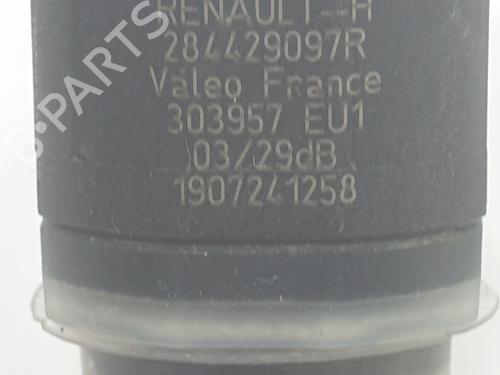 RENAULT--H
284429097R
Valeo France
303957 EU1
03/29dB
1907241258
B-PARTS